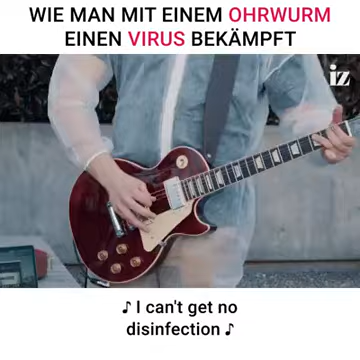 WIE MAN MIT EINEM OHRWURM
EINEN VIRUS BEKÄMPFT
iz
♪ I can't get no
disinfection ♪